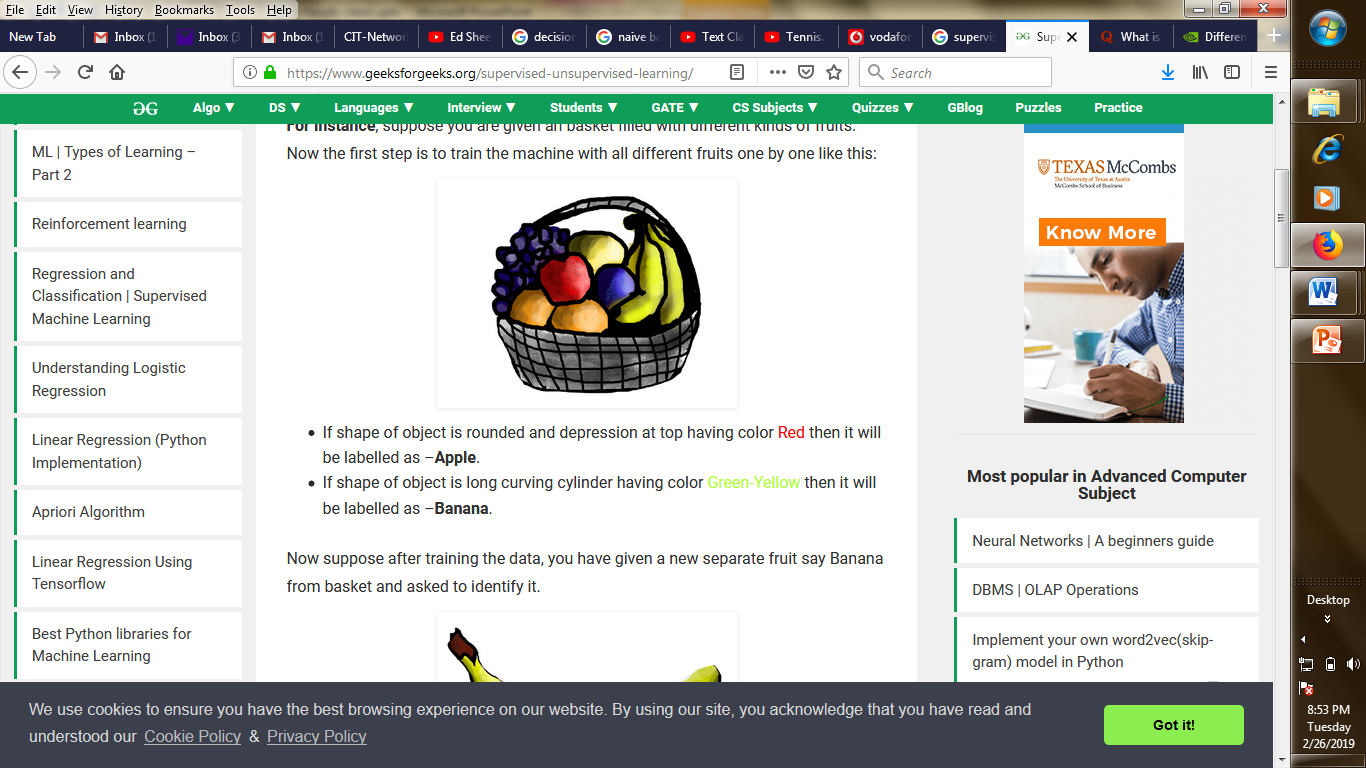 File Edit View History Bookmarks Tools Help
New Tab
Inbox (1
Inbox (3
Inbox (1
CIT-Networ
Ed Shee
decision
naive ba
Text Cla
Tennis.
vodafor
supervis
Supe
What is
Differen
https://www.geeksforgeeks.org/supervised-unsupervised-learning/
Search
Algo ▼ DS ▼ Languages ▼ Interview ▼ Students ▼ GATE ▼ CS Subjects ▼ Quizzes ▼ GBlog Puzzles Practice
ML | Types of Learning –
Part 2
Reinforcement learning
Regression and
Classification | Supervised
Machine Learning
Understanding Logistic
Regression
Linear Regression (Python
Implementation)
Apriori Algorithm
Linear Regression Using
Tensorflow
Best Python libraries for
Machine Learning
For instance, suppose you are given an basket filled with different kinds of fruits.
Now the first step is to train the machine with all different fruits one by one like this:
• If shape of object is rounded and depression at top having color Red then it will
be labelled as –Apple.
• If shape of object is long curving cylinder having color Green-Yellow then it will
be labelled as –Banana.
Now suppose after training the data, you have given a new separate fruit say Banana
from basket and asked to identify it.
TEXAS McCombs
The University of Texas at Austin
McCombs School of Business
Know More
Most popular in Advanced Computer
Subject
Neural Networks | A beginners guide
DBMS | OLAP Operations
Implement your own word2vec(skip-
gram) model in Python
We use cookies to ensure you have the best browsing experience on our website. By using our site, you acknowledge that you have read and
understood our Cookie Policy & Privacy Policy
Got it!
Desktop
8:53 PM
Tuesday
2/26/2019